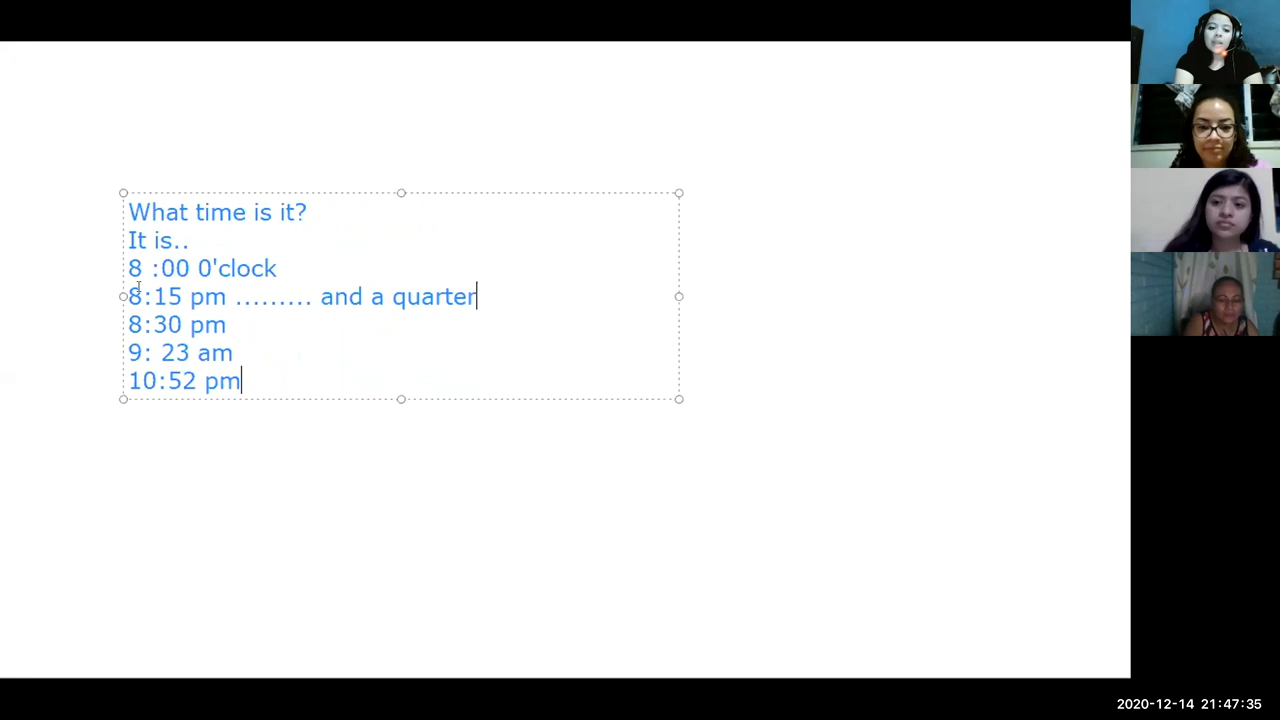 What time is it?
It is..
8 :00 0'clock
8:15 pm ......... and a quarter
8:30 pm
9: 23 am
10:52 pm
2020-12-14 21:47:35